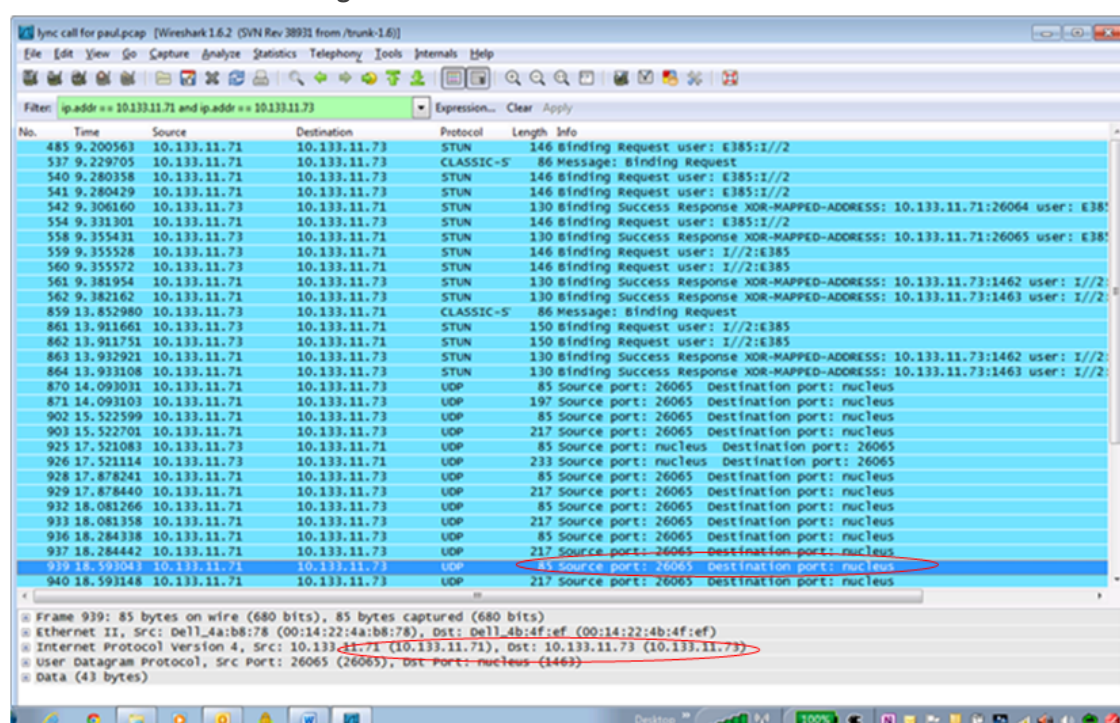 lync call for paul.pcap [Wireshark 1.6.2 (SVN Rev 38931 from /trunk-1.6)]
File Edit View Go Capture Analyze Statistics Telephony Tools Internals Help
Filter: ip.addr == 10.133.11.71 and ip.addr == 10.133.11.73 Expression... Clear Apply
No. Time Source Destination Protocol Length Info
485 9.200563 10.133.11.71 10.133.11.73 STUN 146 Binding Request user: E385:I//2
537 9.229705 10.133.11.71 10.133.11.73 CLASSIC-S 86 Message: Binding Request
540 9.280358 10.133.11.71 10.133.11.73 STUN 146 Binding Request user: E385:I//2
541 9.280429 10.133.11.71 10.133.11.73 STUN 146 Binding Request user: E385:I//2
542 9.306160 10.133.11.73 10.133.11.71 STUN 130 Binding Success Response XOR-MAPPED-ADDRESS: 10.133.11.71:26064 user: E385
554 9.331301 10.133.11.71 10.133.11.73 STUN 146 Binding Request user: E385:I//2
558 9.355431 10.133.11.73 10.133.11.71 STUN 130 Binding Success Response XOR-MAPPED-ADDRESS: 10.133.11.71:26065 user: E385
559 9.355528 10.133.11.73 10.133.11.71 STUN 146 Binding Request user: I//2:E385
560 9.355572 10.133.11.73 10.133.11.71 STUN 146 Binding Request user: I//2:E385
561 9.381954 10.133.11.71 10.133.11.73 STUN 130 Binding Success Response XOR-MAPPED-ADDRESS: 10.133.11.73:1462 user: I//2:
562 9.382162 10.133.11.71 10.133.11.73 STUN 130 Binding Success Response XOR-MAPPED-ADDRESS: 10.133.11.73:1463 user: I//2:
859 13.852980 10.133.11.71 10.133.11.73 CLASSIC-S 86 Message: Binding Request
861 13.911661 10.133.11.73 10.133.11.71 STUN 150 Binding Request user: I//2:E385
862 13.911751 10.133.11.73 10.133.11.71 STUN 150 Binding Request user: I//2:E385
863 13.932921 10.133.11.71 10.133.11.73 STUN 130 Binding Success Response XOR-MAPPED-ADDRESS: 10.133.11.73:1462 user: I//2:
864 13.933108 10.133.11.71 10.133.11.73 STUN 130 Binding Success Response XOR-MAPPED-ADDRESS: 10.133.11.73:1463 user: I//2:
870 14.093031 10.133.11.71 10.133.11.73 UDP 85 Source port: 26065 Destination port: nucleus
871 14.093103 10.133.11.71 10.133.11.73 UDP 197 Source port: 26065 Destination port: nucleus
902 15.522599 10.133.11.71 10.133.11.73 UDP 85 Source port: 26065 Destination port: nucleus
903 15.522701 10.133.11.71 10.133.11.73 UDP 217 Source port: 26065 Destination port: nucleus
925 17.521083 10.133.11.73 10.133.11.71 UDP 85 Source port: nucleus Destination port: 26065
926 17.521114 10.133.11.73 10.133.11.71 UDP 233 Source port: nucleus Destination port: 26065
928 17.878241 10.133.11.71 10.133.11.73 UDP 85 Source port: 26065 Destination port: nucleus
929 17.878440 10.133.11.71 10.133.11.73 UDP 217 Source port: 26065 Destination port: nucleus
932 18.081266 10.133.11.71 10.133.11.73 UDP 85 Source port: 26065 Destination port: nucleus
933 18.081358 10.133.11.71 10.133.11.73 UDP 217 Source port: 26065 Destination port: nucleus
936 18.284338 10.133.11.71 10.133.11.73 UDP 85 Source port: 26065 Destination port: nucleus
937 18.284442 10.133.11.71 10.133.11.73 UDP 217 Source port: 26065 Destination port: nucleus
939 18.593043 10.133.11.71 10.133.11.73 UDP 85 Source port: 26065 Destination port: nucleus
940 18.593148 10.133.11.71 10.133.11.73 UDP 217 Source port: 26065 Destination port: nucleus
Frame 939: 85 bytes on wire (680 bits), 85 bytes captured (680 bits)
Ethernet II, Src: Dell_4a:b8:78 (00:14:22:4a:b8:78), Dst: Dell_4b:4f:ef (00:14:22:4b:4f:ef)
Internet Protocol Version 4, Src: 10.133.11.71 (10.133.11.71), Dst: 10.133.11.73 (10.133.11.73)
User Datagram Protocol, Src Port: 26065 (26065), Dst Port: nucleus (1463)
Data (43 bytes)
Desktop
100%